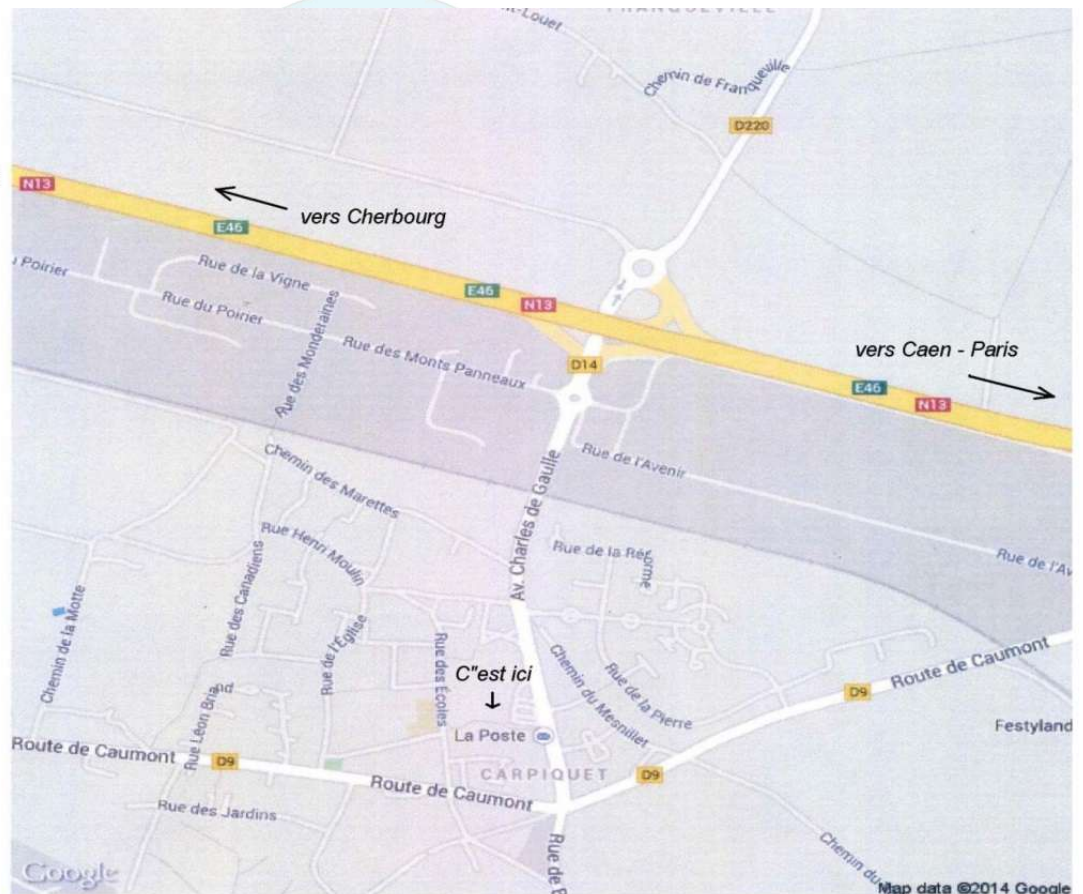 Chemin de Franqueville
D220
N13
vers Cherbourg
E46
Poirier
Rue de la Vigne
Rue du Poirier
Rue des Monderaines
E46
N13
Rue des Monts Panneaux
D14
vers Caen - Paris
E46
N13
Chemin des Marettes
Av. Charles de Gaulle
Rue de l'Avenir
Rue Henri Moulin
Rue de la Réforme
Rue de l'Av
Rue des Canadiens
Chemin de la Motte
Rue de l'Église
Rue des Écoles
C"est ici
Chemin du Mesnillet
Rue de la Pierre
Route de Caumont
D9
Rue Léon Briand
La Poste
Festyland
Route de Caumont
D9
CARPIQUET
D9
Route de Caumont
Rue des Jardins
Rue de
Chemin du
Google
Map data ©2014 Google